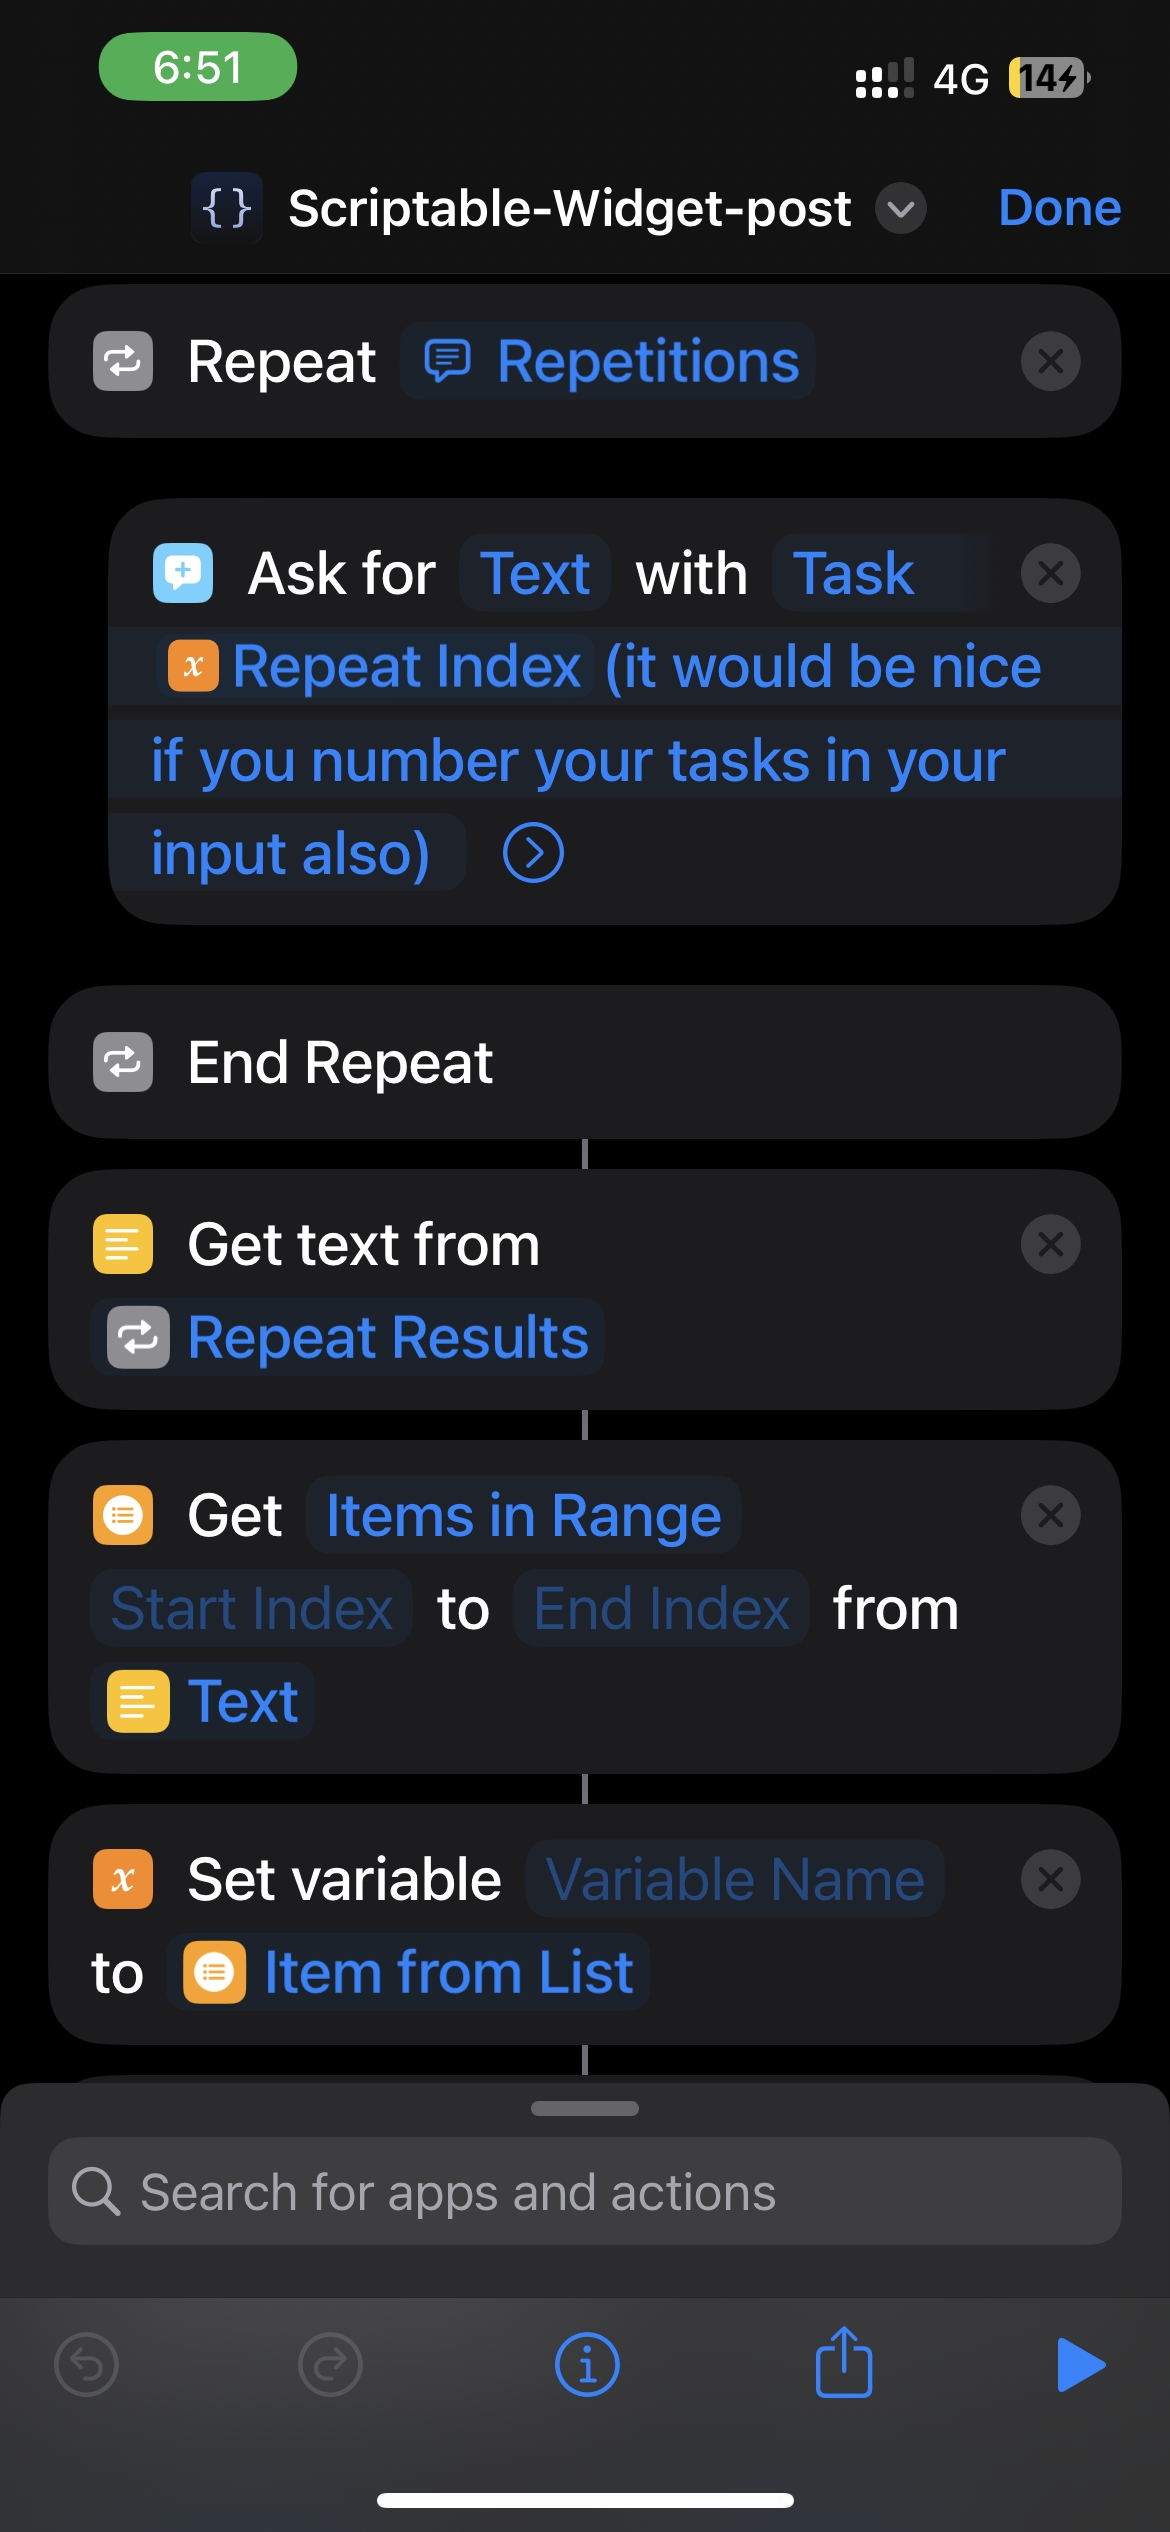 6:51
4G 14
{} Scriptable-Widget-post Done
Repeat Repetitions
Ask for Text with Task
x Repeat Index (it would be nice
if you number your tasks in your
input also)
End Repeat
Get text from
Repeat Results
Get Items in Range
Start Index to End Index from
Text
x Set variable Variable Name
to Item from List
Search for apps and actions